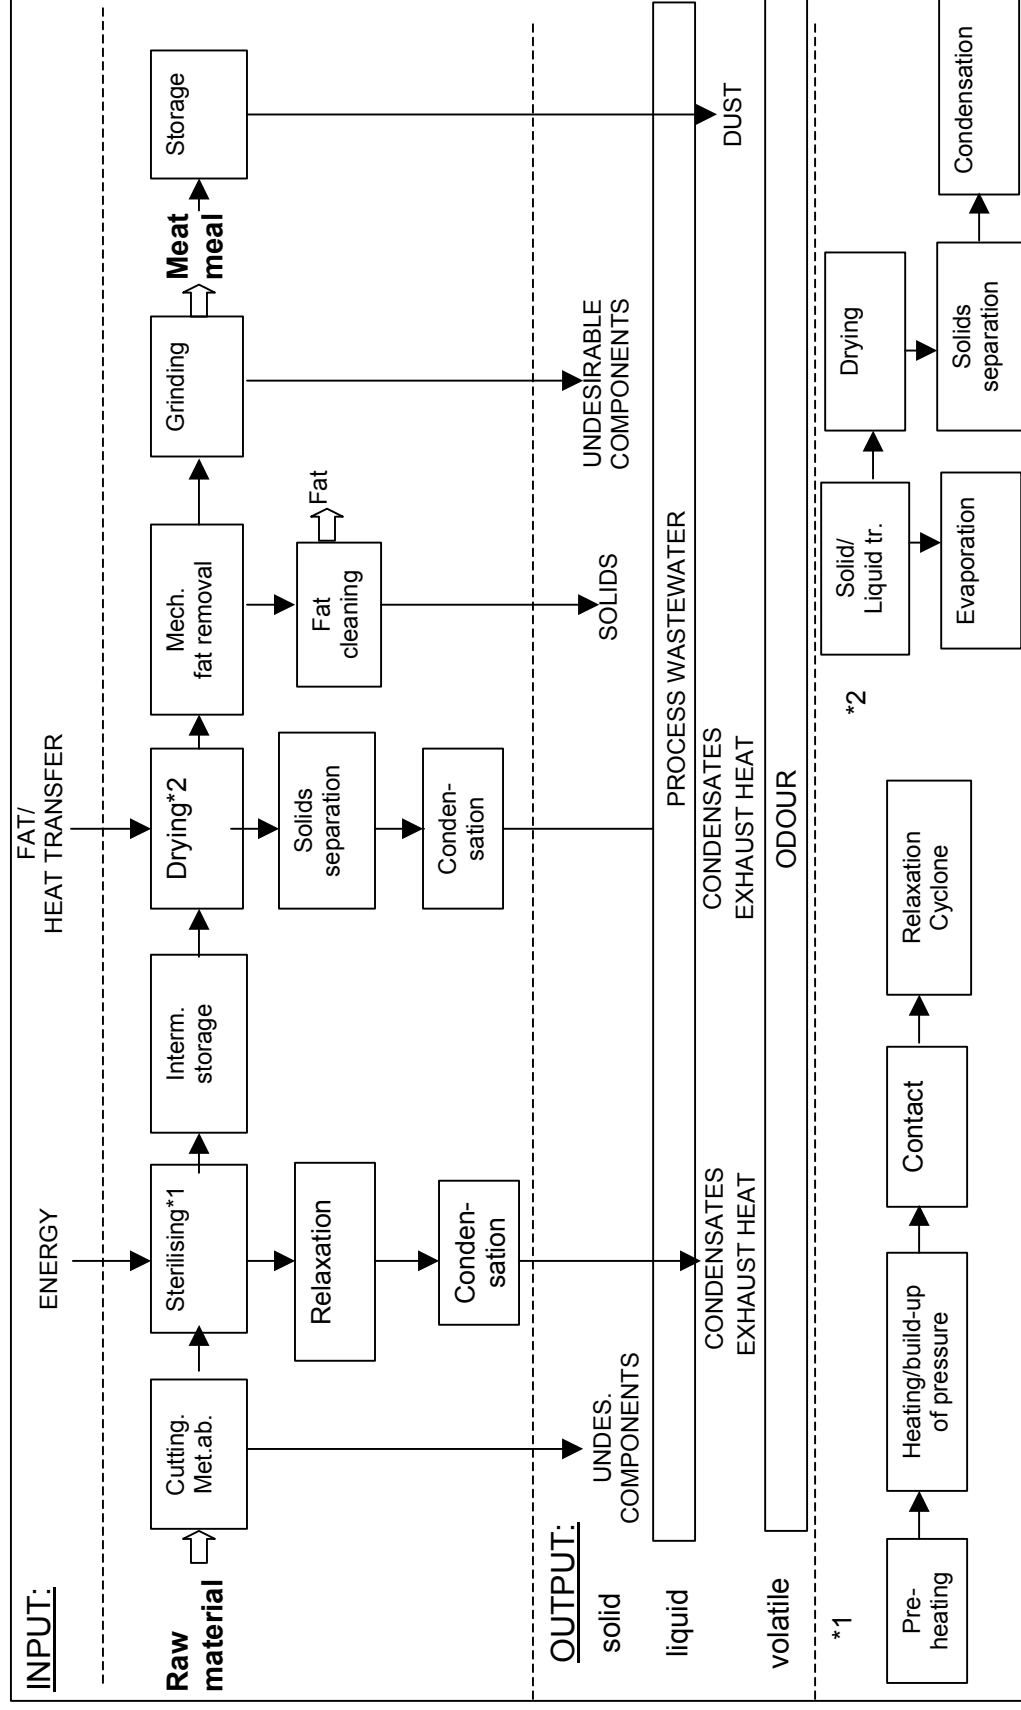 INPUT:
ENERGY
FAT/
HEAT TRANSFER
Raw
material
Cutting.
Met.ab.
Sterilising*1
Interm.
storage
Drying*2
Mech.
fat removal
Grinding
Meat
meal
Storage
Relaxation
Conden-
sation
Solids
separation
Conden-
sation
Fat
cleaning
Fat
OUTPUT:
solid
UNDES.
COMPONENTS
SOLIDS
UNDESIRABLE
COMPONENTS
liquid
PROCESS WASTEWATER
CONDENSATES
EXHAUST HEAT
CONDENSATES
EXHAUST HEAT
DUST
volatile
ODOUR
*1
Pre-
heating
Heating/build-up
of pressure
Contact
Relaxation
Cyclone
*2
Solid/
Liquid tr.
Drying
Evaporation
Solids
separation
Condensation